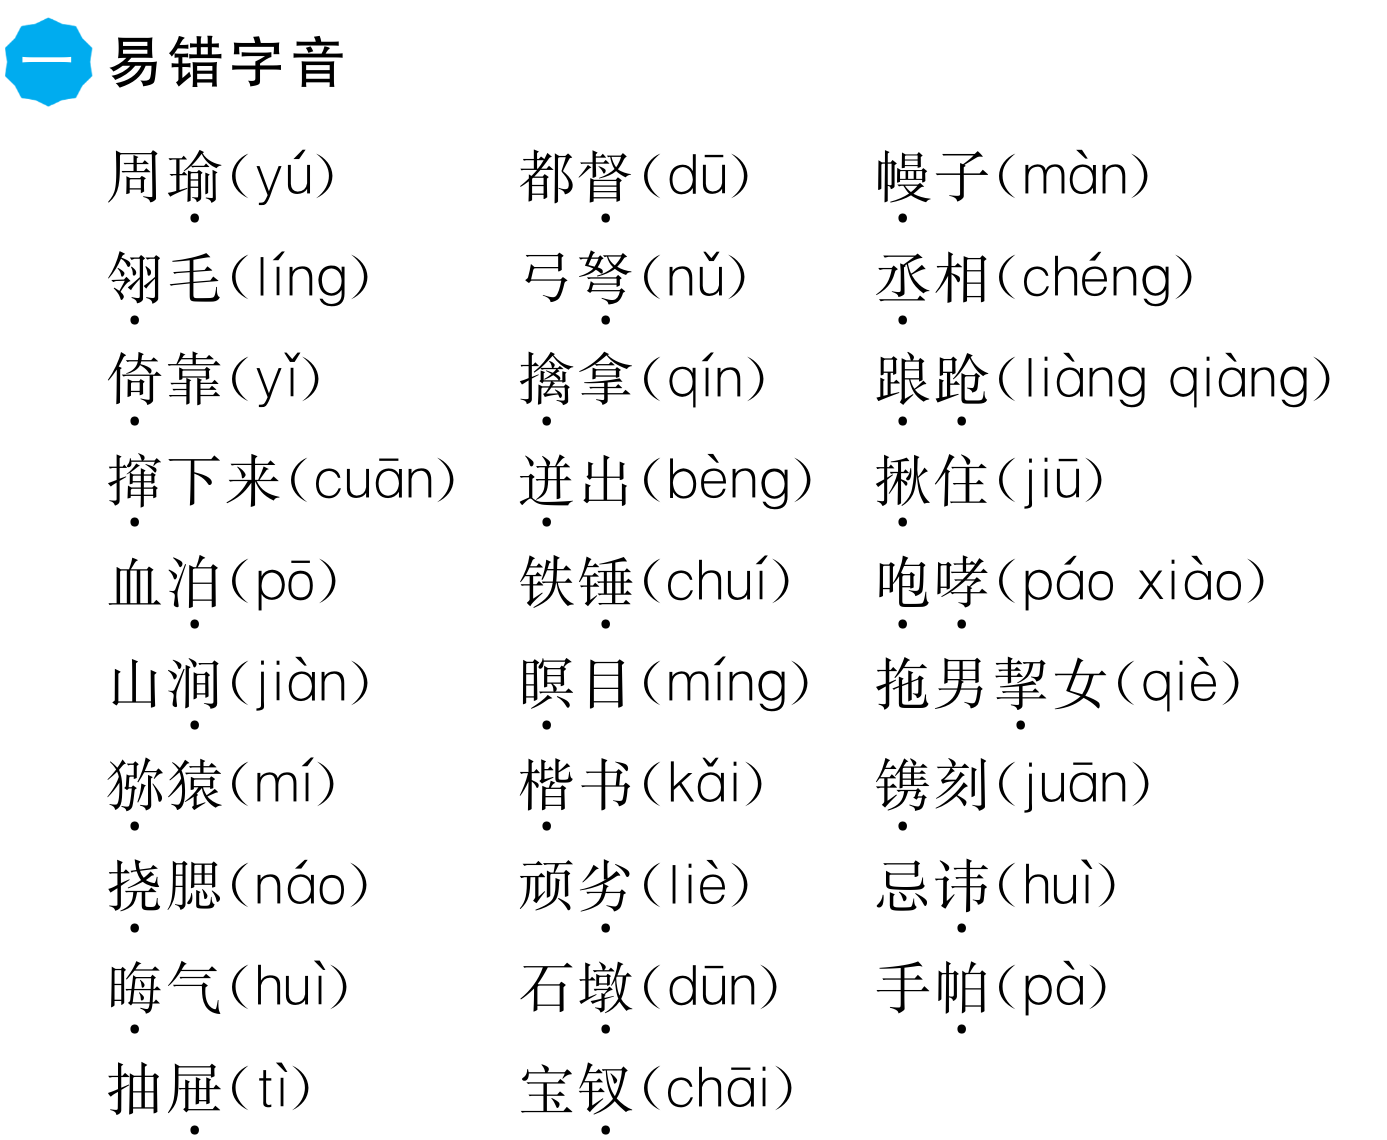 一 易错字音
周瑜(yú) 都督(dū) 幔子(màn)
翎毛(líng) 弓弩(nǔ) 丞相(chéng)
倚靠(yǐ) 擒拿(qín) 踉跄(liàng qiàng)
撺下来(cuān) 迸出(bèng) 揪住(jiū)
血泊(pō) 铁锤(chuí) 咆哮(páo xiào)
山涧(jiàn) 瞑目(míng) 拖男挈女(qiè)
猕猿(mí) 楷书(kǎi) 镌刻(juān)
挠腮(náo) 顽劣(liè) 忌讳(huì)
晦气(huì) 石墩(dūn) 手帕(pà)
抽屉(tì) 宝钗(chāi)